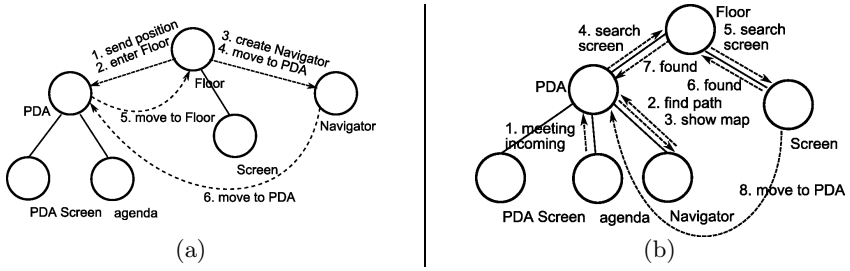 1. send position
2. enter Floor
3. create Navigator
4. move to PDA
Floor
PDA
5. move to Floor
Navigator
Screen
6. move to PDA
PDA Screen
agenda
(a)
Floor
4. search
screen
5. search
screen
7. found
6. found
PDA
2. find path
3. show map
1. meeting
incoming
Screen
8. move to PDA
PDA Screen
agenda
Navigator
(b)